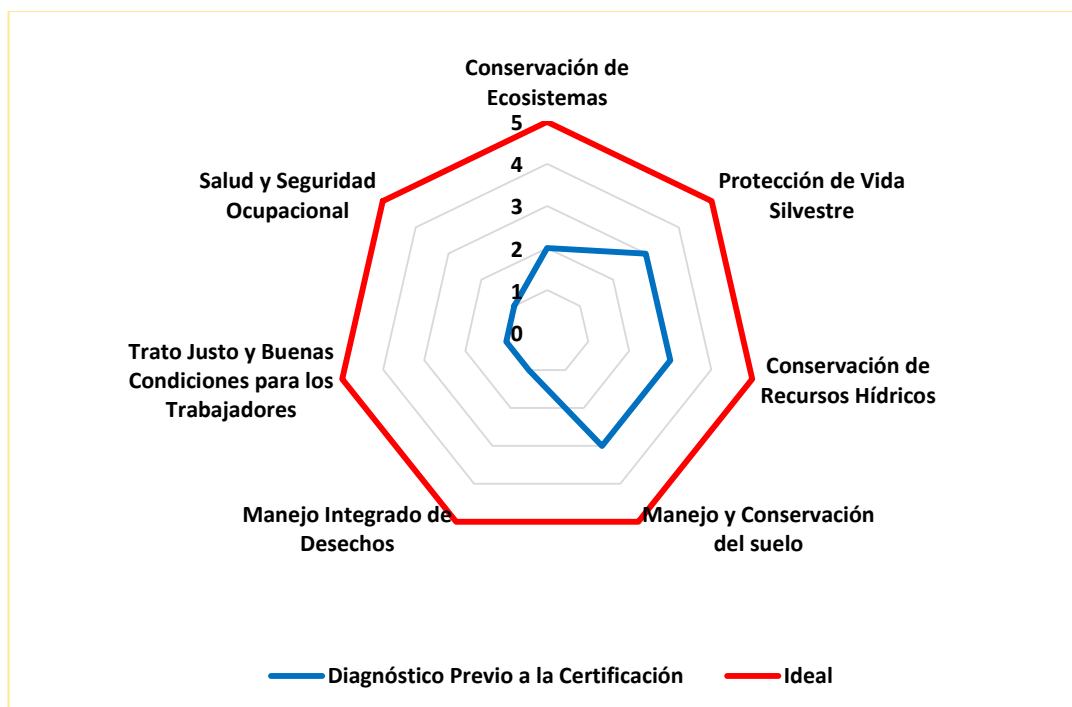 Conservación de
Ecosistemas
5
4
3
2
1
0
Protección de Vida
Silvestre
Conservación de
Recursos Hídricos
Manejo y Conservación
del suelo
Manejo Integrado de
Desechos
Trato Justo y Buenas
Condiciones para los
Trabajadores
Salud y Seguridad
Ocupacional
Diagnóstico Previo a la Certificación
Ideal